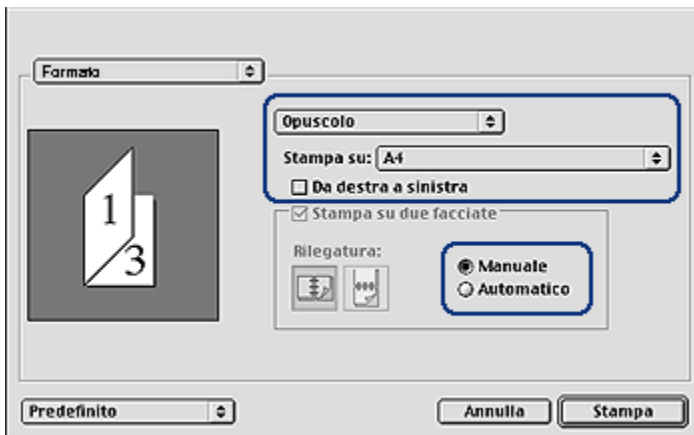 Formato
Opuscolo
Stampa su: A4
Da destra a sinistra
1
3
Stampa su due facciate
Rilegatura:
Manuale
Automatico
Predefinito
Annulla
Stampa